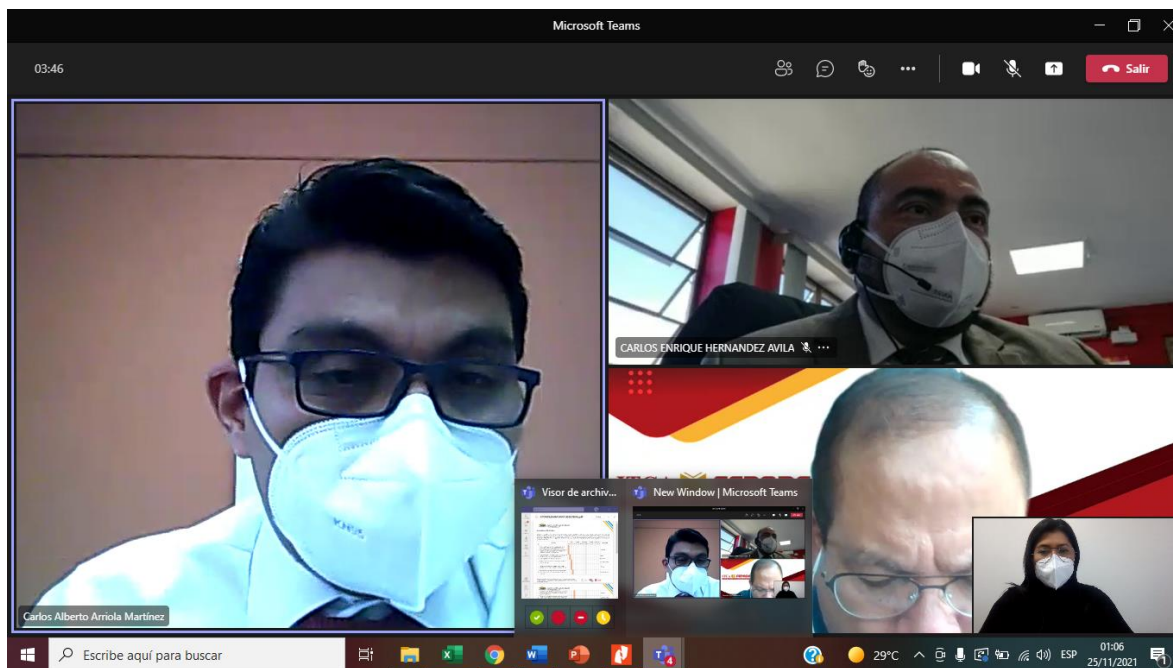 Microsoft Teams
03:46
Salir
CARLOS ENRIQUE HERNANDEZ AVILA
Carlos Alberto Arriola Martínez
Visor de archiv...
New Window | Microsoft Teams
Escribe aquí para buscar
4
29°C
ESP
01:06
25/11/2021